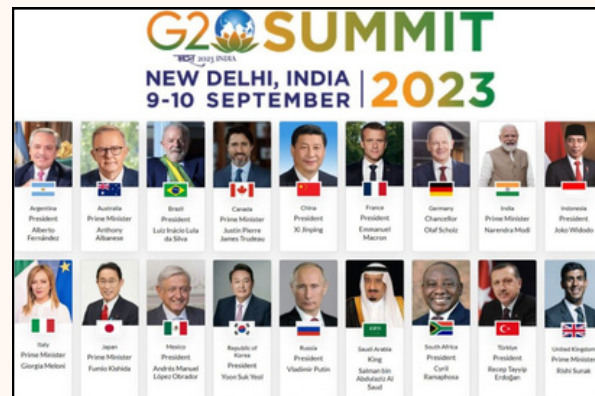 G20 SUMMIT
भारत 2023 INDIA
NEW DELHI, INDIA
9-10 SEPTEMBER
2023
Argentina
President
Alberto
Fernández
Australia
Prime Minister
Anthony
Albanese
Brazil
President
Luiz Inácio Lula
da Silva
Canada
Prime Minister
Justin Pierre
James Trudeau
China
President
Xi Jinping
France
President
Emmanuel
Macron
Germany
Chancellor
Olaf Scholz
India
Prime Minister
Narendra Modi
Indonesia
President
Joko Widodo
Italy
Prime Minister
Giorgia Meloni
Japan
Prime Minister
Fumio Kishida
Mexico
President
Andrés Manuel
López Obrador
Republic of
Korea
President
Yoon Suk Yeol
Russia
President
Vladimir Putin
Saudi Arabia
King
Salman bin
Abdulaziz Al
Saud
South Africa
President
Cyril
Ramaphosa
Türkiye
President
Recep Tayyip
Erdoğan
United Kingdom
Prime Minister
Rishi Sunak